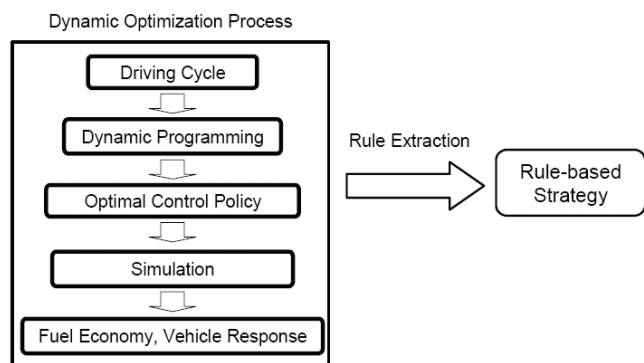 Dynamic Optimization Process
Driving Cycle
Dynamic Programming
Optimal Control Policy
Simulation
Fuel Economy, Vehicle Response
Rule Extraction
Rule-based
Strategy